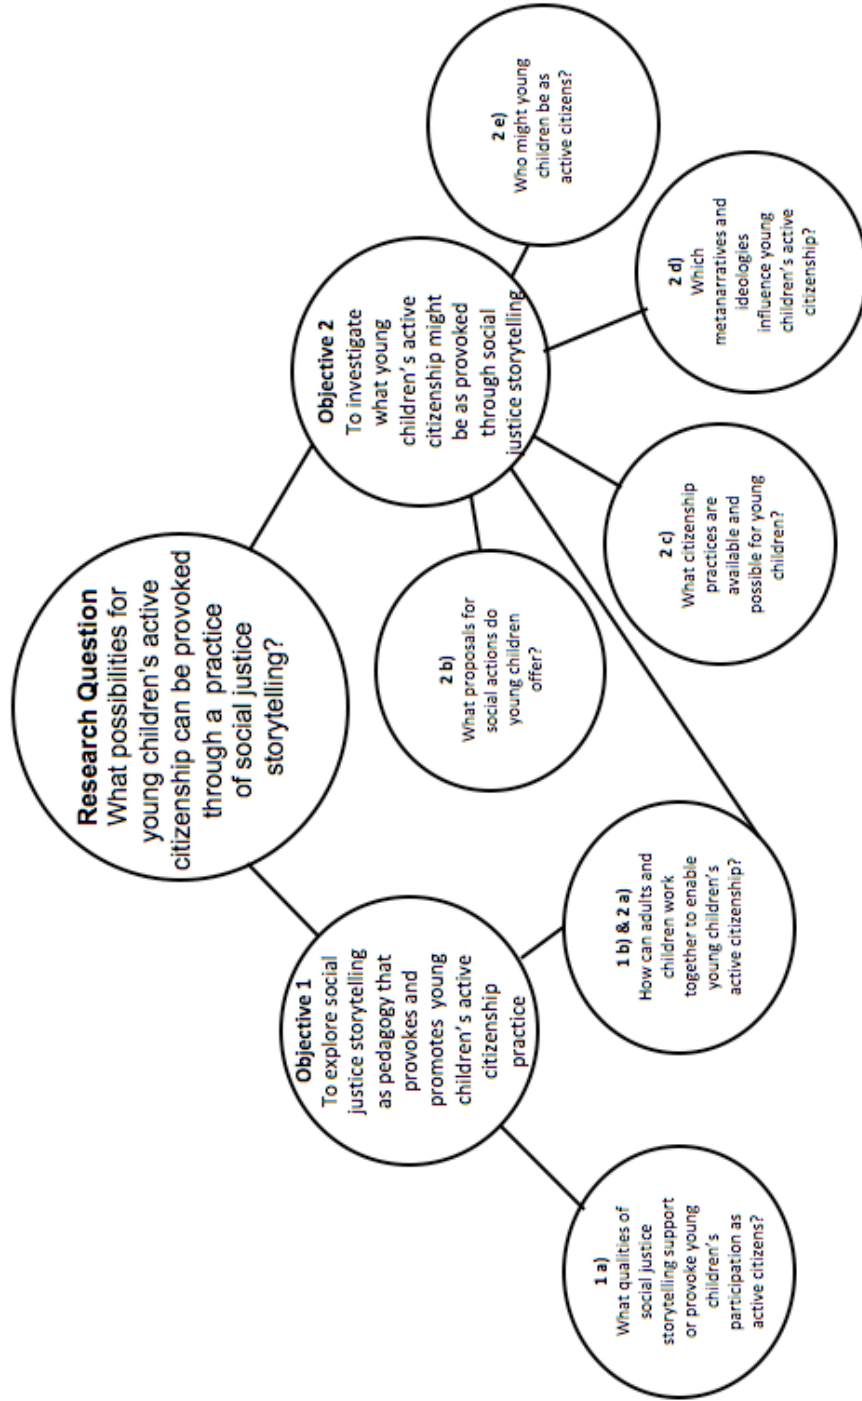 Research Question
What possibilities for
young children's active
citizenship can be provoked
through a practice
of social justice
storytelling?
Objective 1
To explore social
justice storytelling
as pedagogy that
provokes and
promotes young
children's active
citizenship
practice
Objective 2
To investigate
what young
children's active
citizenship might
be as provoked
through social
justice storytelling
1 a)
What qualities of
social justice
storytelling support
or provoke young
children's
participation as
active citizens?
1 b) & 2 a)
How can adults and
children work
together to enable
young children's
active citizenship?
2 b)
What proposals for
social actions do
young children
offer?
2 c)
What citizenship
practices are
available and
possible for young
children?
2 d)
Which
metanarratives and
ideologies
influence young
children's active
citizenship?
2 e)
Who might young
children be as
active citizens?